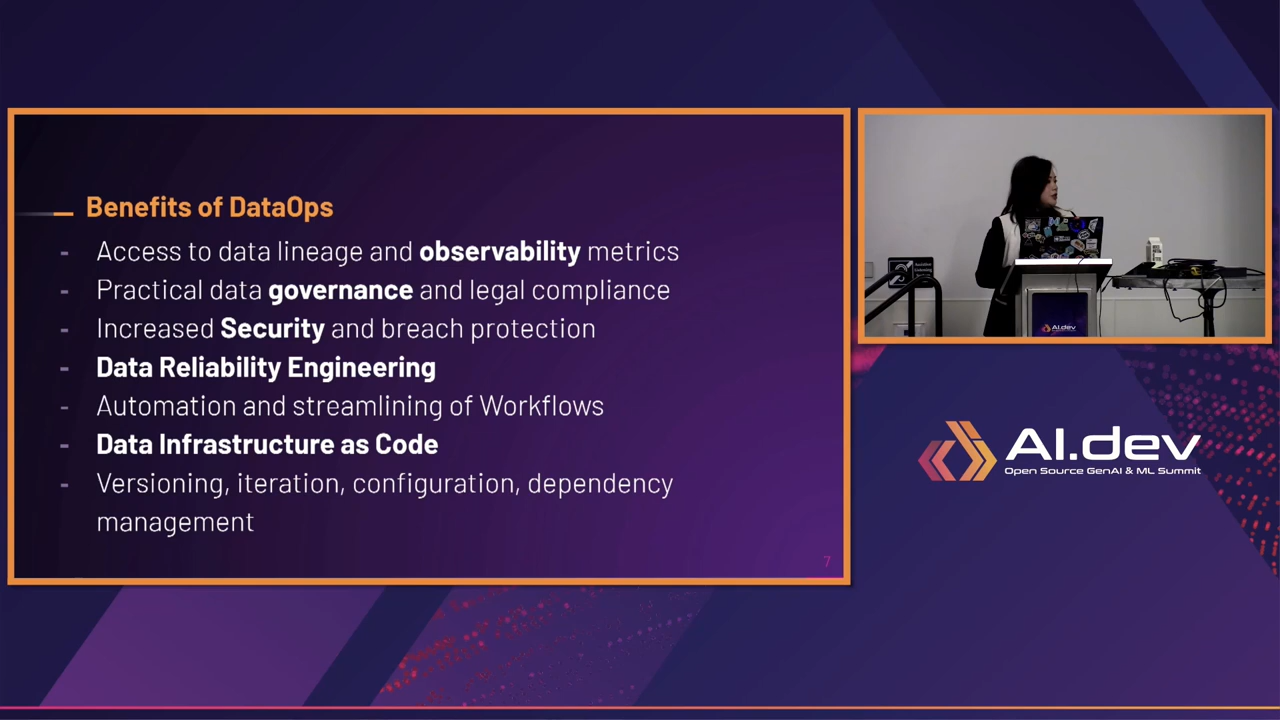 Benefits of DataOps
- Access to data lineage and observability metrics
- Practical data governance and legal compliance
- Increased Security and breach protection
- Data Reliability Engineering
- Automation and streamlining of Workflows
- Data Infrastructure as Code
- Versioning, iteration, configuration, dependency
management
7
AI.dev
AI.dev
Open Source GenAI & ML Summit